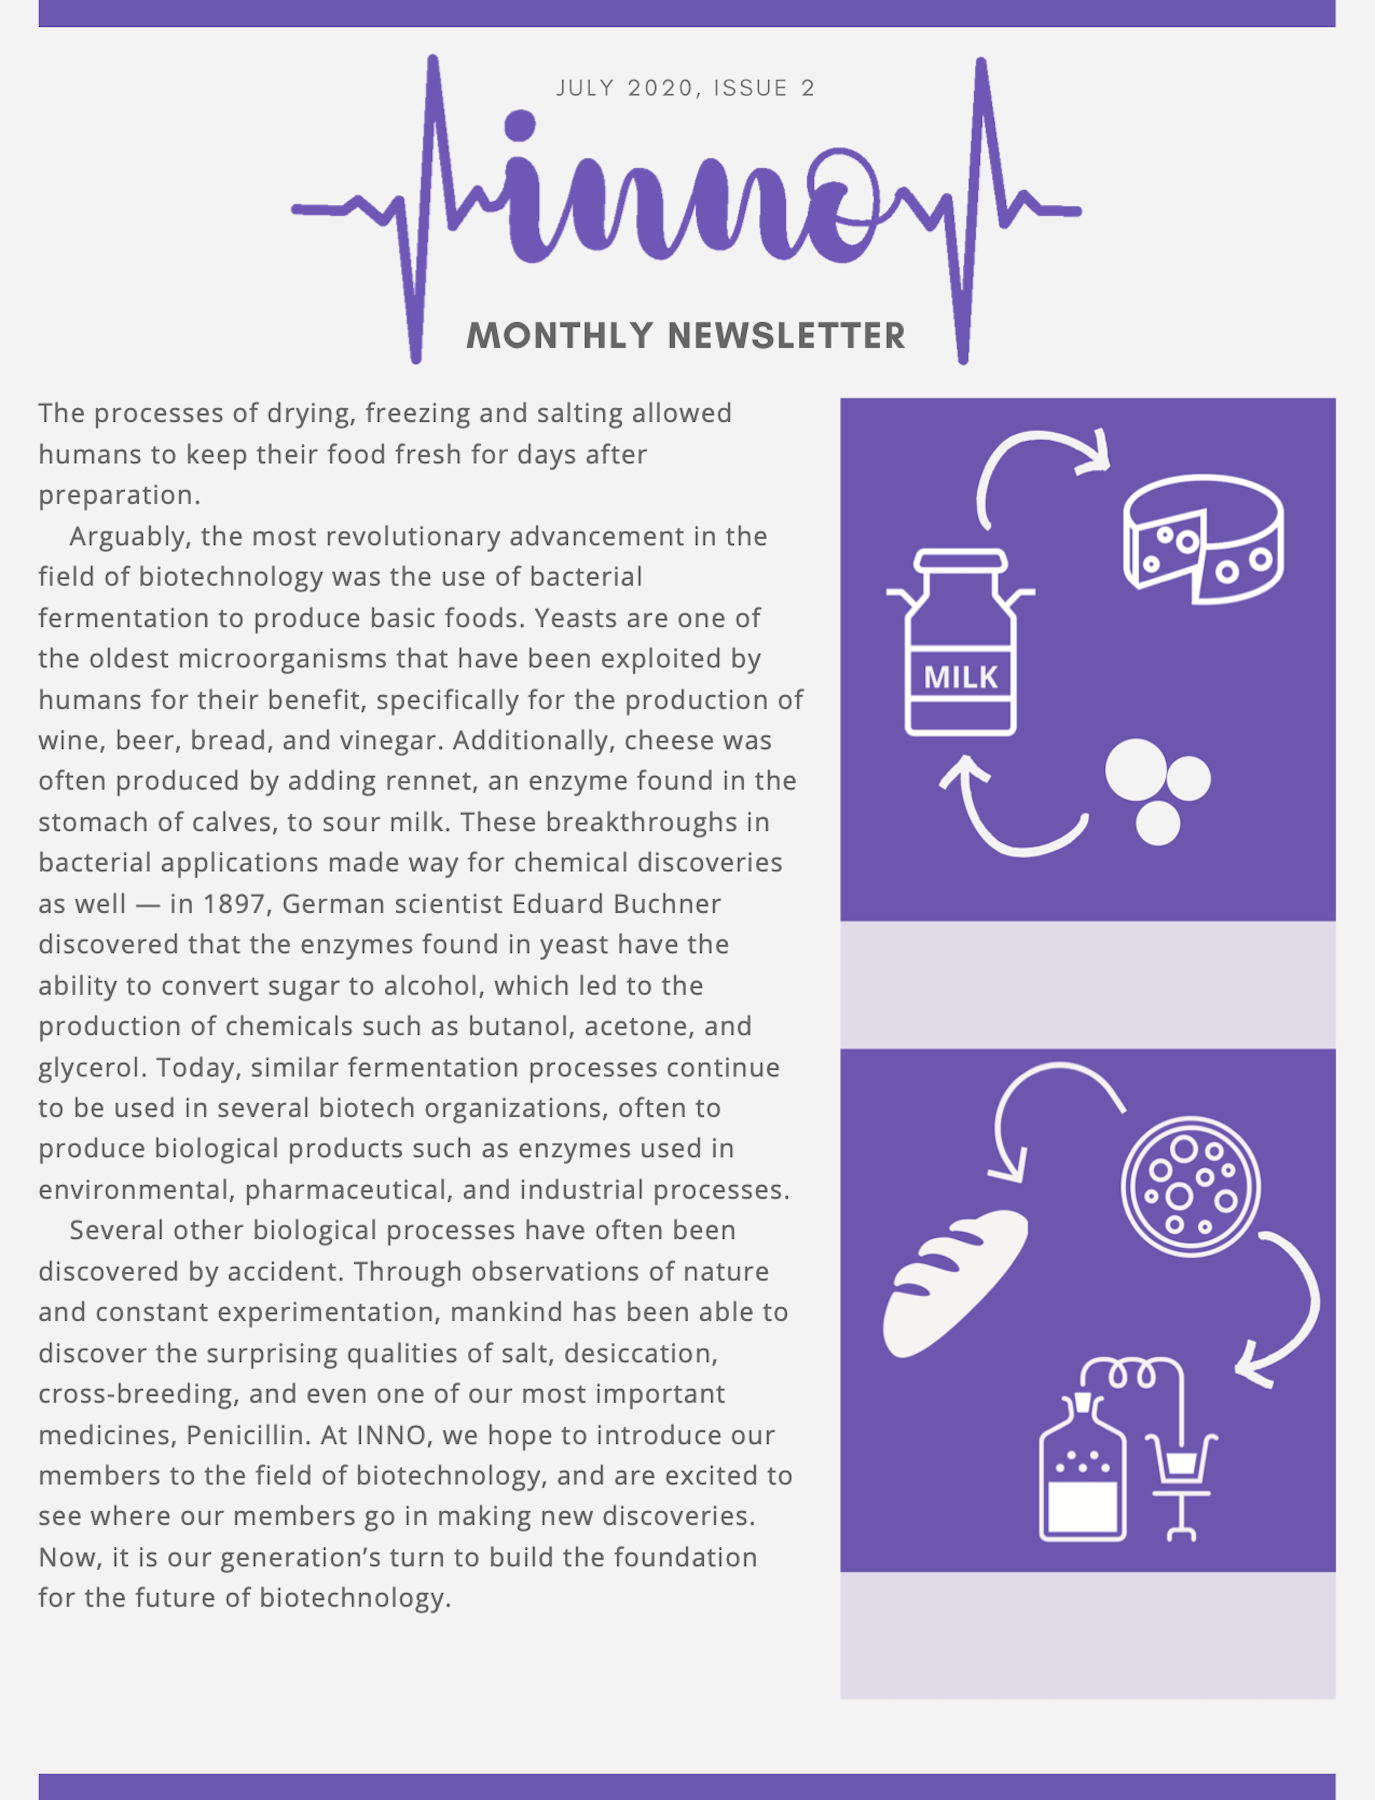 JULY 2020, ISSUE 2
inno
MONTHLY NEWSLETTER
The processes of drying, freezing and salting allowed
humans to keep their food fresh for days after
preparation.
Arguably, the most revolutionary advancement in the
field of biotechnology was the use of bacterial
fermentation to produce basic foods. Yeasts are one of
the oldest microorganisms that have been exploited by
humans for their benefit, specifically for the production of
wine, beer, bread, and vinegar. Additionally, cheese was
often produced by adding rennet, an enzyme found in the
stomach of calves, to sour milk. These breakthroughs in
bacterial applications made way for chemical discoveries
as well — in 1897, German scientist Eduard Buchner
discovered that the enzymes found in yeast have the
ability to convert sugar to alcohol, which led to the
production of chemicals such as butanol, acetone, and
glycerol. Today, similar fermentation processes continue
to be used in several biotech organizations, often to
produce biological products such as enzymes used in
environmental, pharmaceutical, and industrial processes.
Several other biological processes have often been
discovered by accident. Through observations of nature
and constant experimentation, mankind has been able to
discover the surprising qualities of salt, desiccation,
cross-breeding, and even one of our most important
medicines, Penicillin. At INNO, we hope to introduce our
members to the field of biotechnology, and are excited to
see where our members go in making new discoveries.
Now, it is our generation’s turn to build the foundation
for the future of biotechnology.
MILK